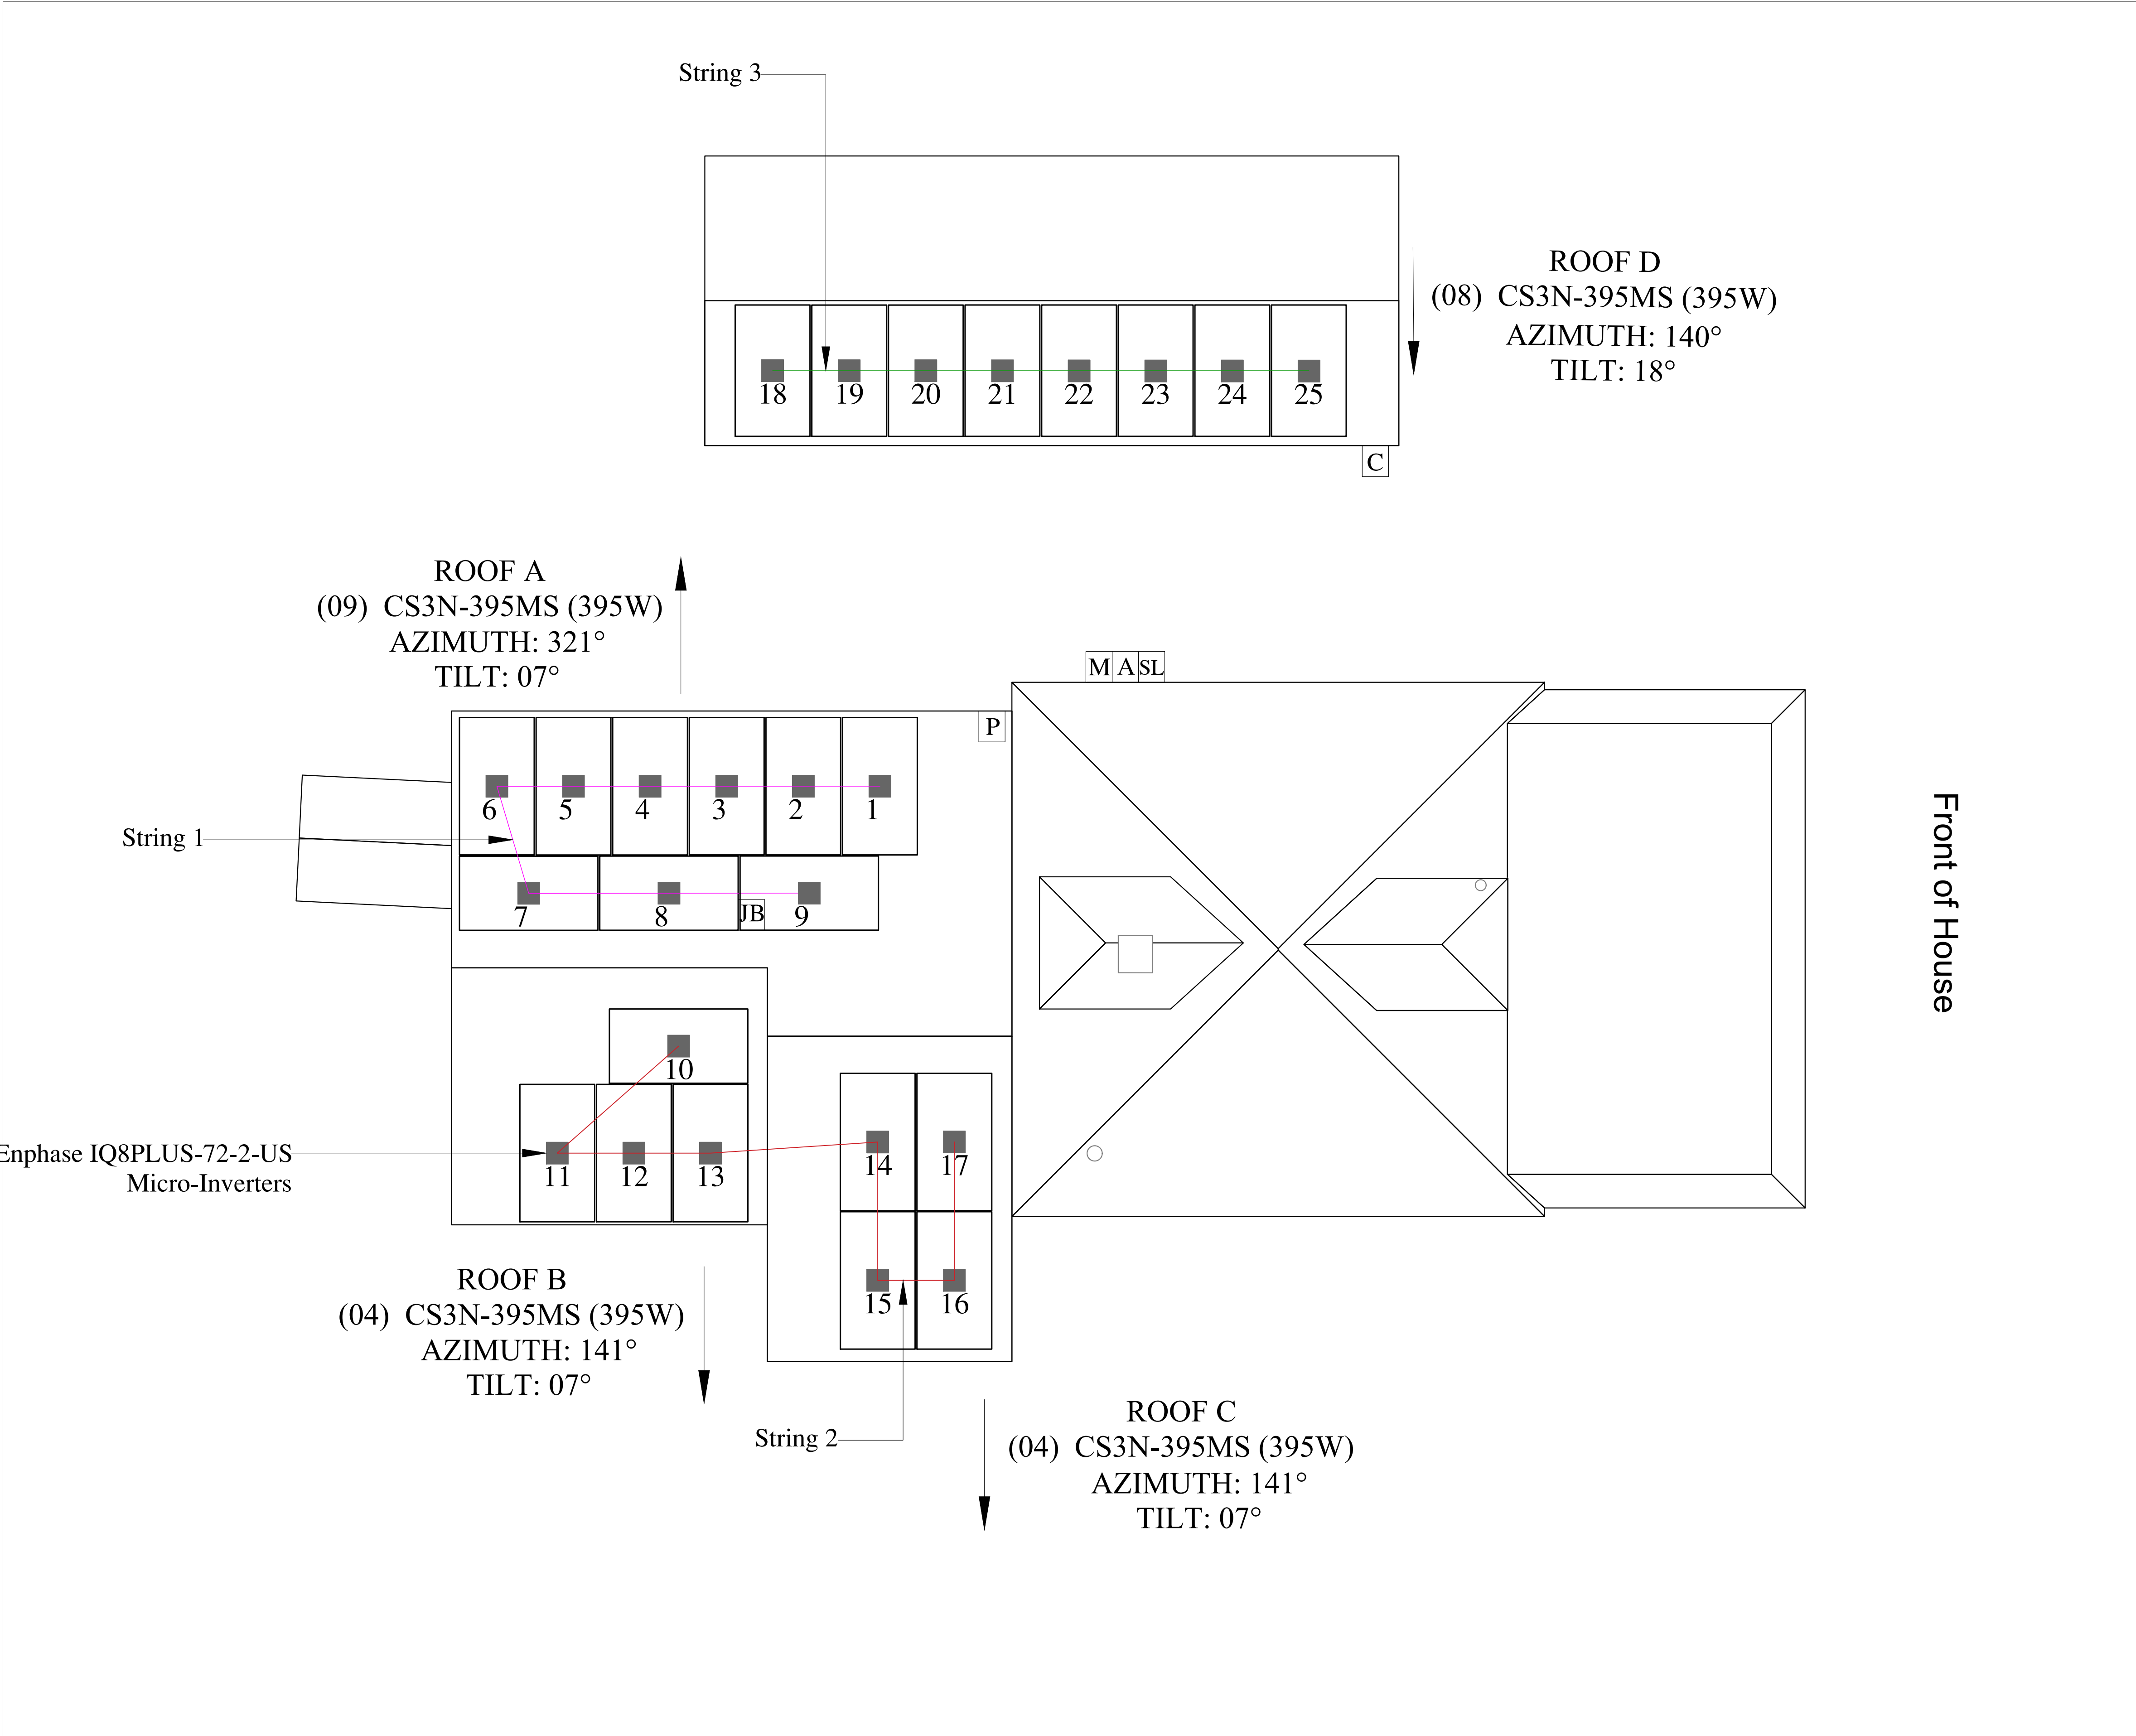 String 3
ROOF D
(08) CS3N-395MS (395W)
AZIMUTH: 140°
TILT: 18°
18 19 20 21 22 23 24 25
C
ROOF A
(09) CS3N-395MS (395W)
AZIMUTH: 321°
TILT: 07°
M A SL
P
6 5 4 3 2 1
String 1
7 8 JB 9
Front of House
10
Enphase IQ8PLUS-72-2-US
Micro-Inverters
11 12 13
14 17
15 16
ROOF B
(04) CS3N-395MS (395W)
AZIMUTH: 141°
TILT: 07°
String 2
ROOF C
(04) CS3N-395MS (395W)
AZIMUTH: 141°
TILT: 07°